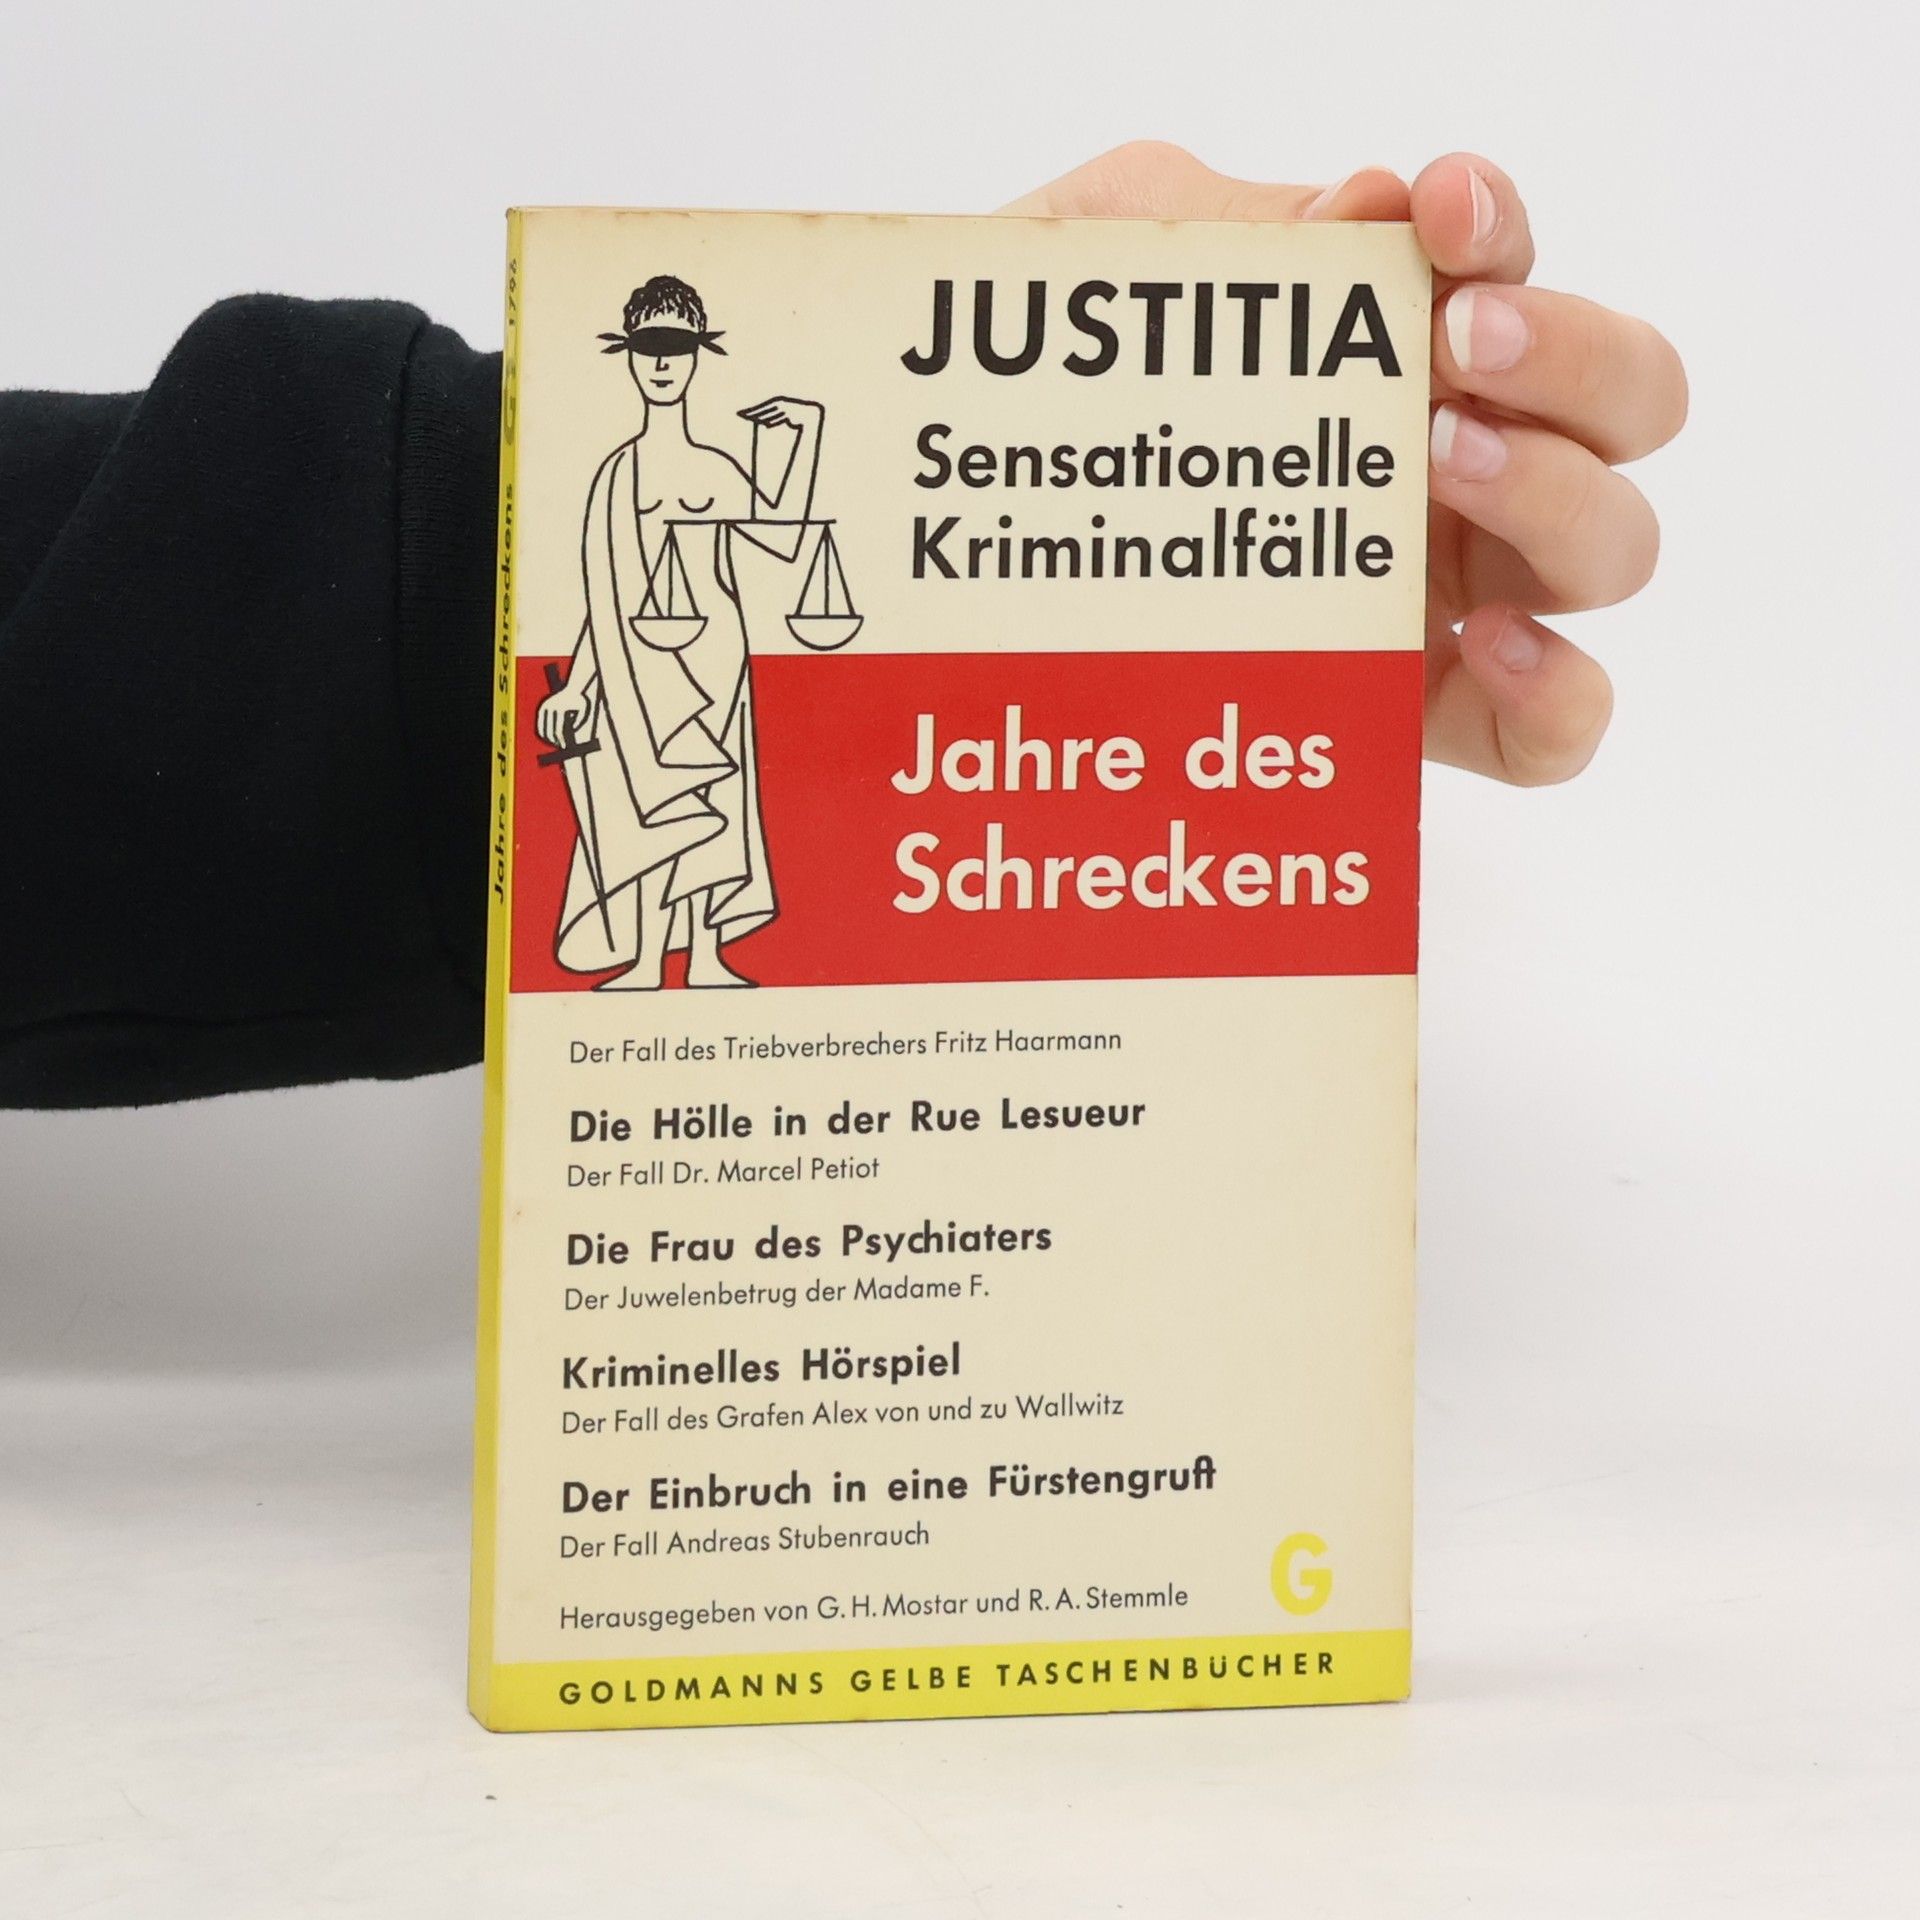 JUSTITIA
Sensationelle
Kriminalfälle
Jahre des
Schreckens
Der Fall des Triebverbrechers Fritz Haarmann
Die Hölle in der Rue Lesueur
Der Fall Dr. Marcel Petiot
Die Frau des Psychiaters
Der Juwelenbetrug der Madame F.
Kriminelles Hörspiel
Der Fall des Grafen Alex von und zu Wallwitz
Der Einbruch in eine Fürstengruft
Der Fall Andreas Stubenrauch
Herausgegeben von G. H. Mostar und R. A. Stemmle
G
GOLDMANNS GELBE TASCHENBÜCHER
Jahre des Schreckens G 1796